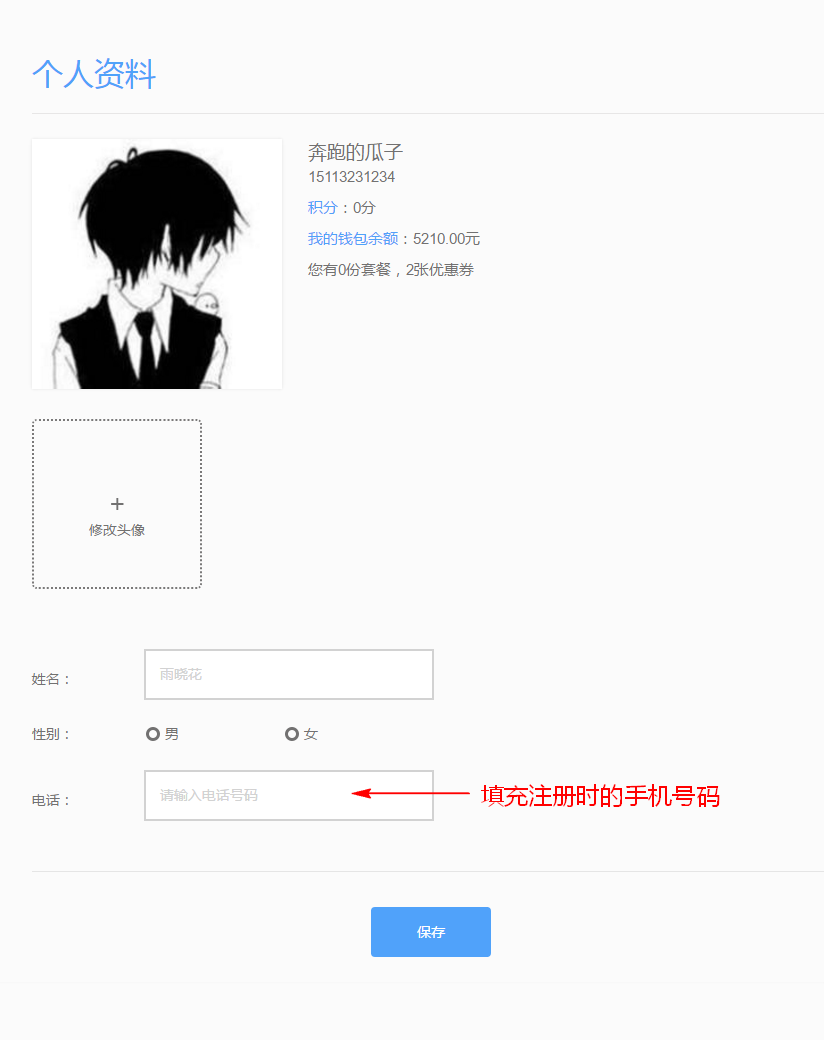 个人资料
奔跑的瓜子
15113231234
积分：0分
我的钱包余额：5210.00元
您有0份套餐，2张优惠券
+
修改头像
姓名：
雨晓花
性别：
男
女
电话：
请输入电话号码
填充注册时的手机号码
保存